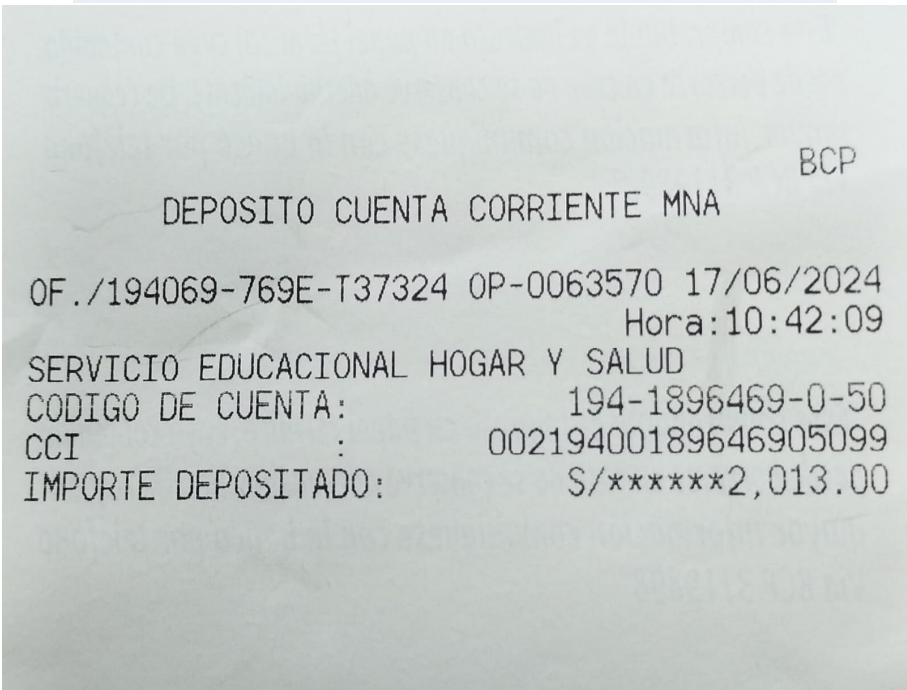 BCP
DEPOSITO CUENTA CORRIENTE MNA
OF./194069-769E-T37324 OP-0063570 17/06/2024
Hora:10:42:09
SERVICIO EDUCACIONAL HOGAR Y SALUD
CODIGO DE CUENTA: 194-1896469-0-50
CCI : 00219400189646905099
IMPORTE DEPOSITADO: S/******2,013.00